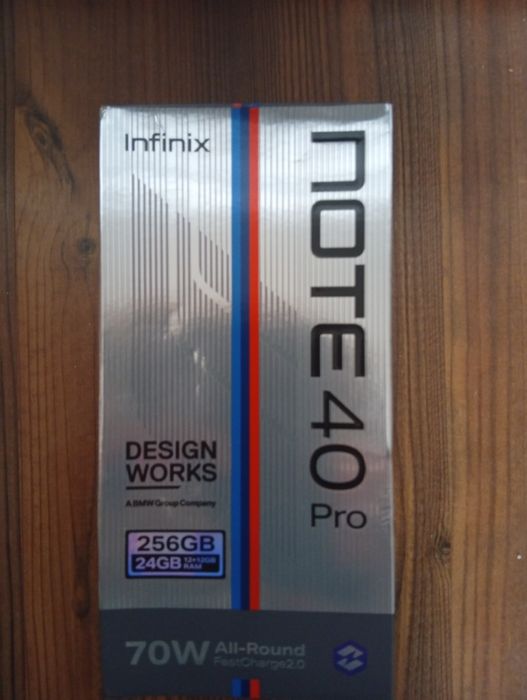 Infinix
NOTE 40
Pro
DESIGN
WORKS
A BMW Group Company
256GB
24GB 12+12GB
RAM
70W All-Round
FastCharge2.0